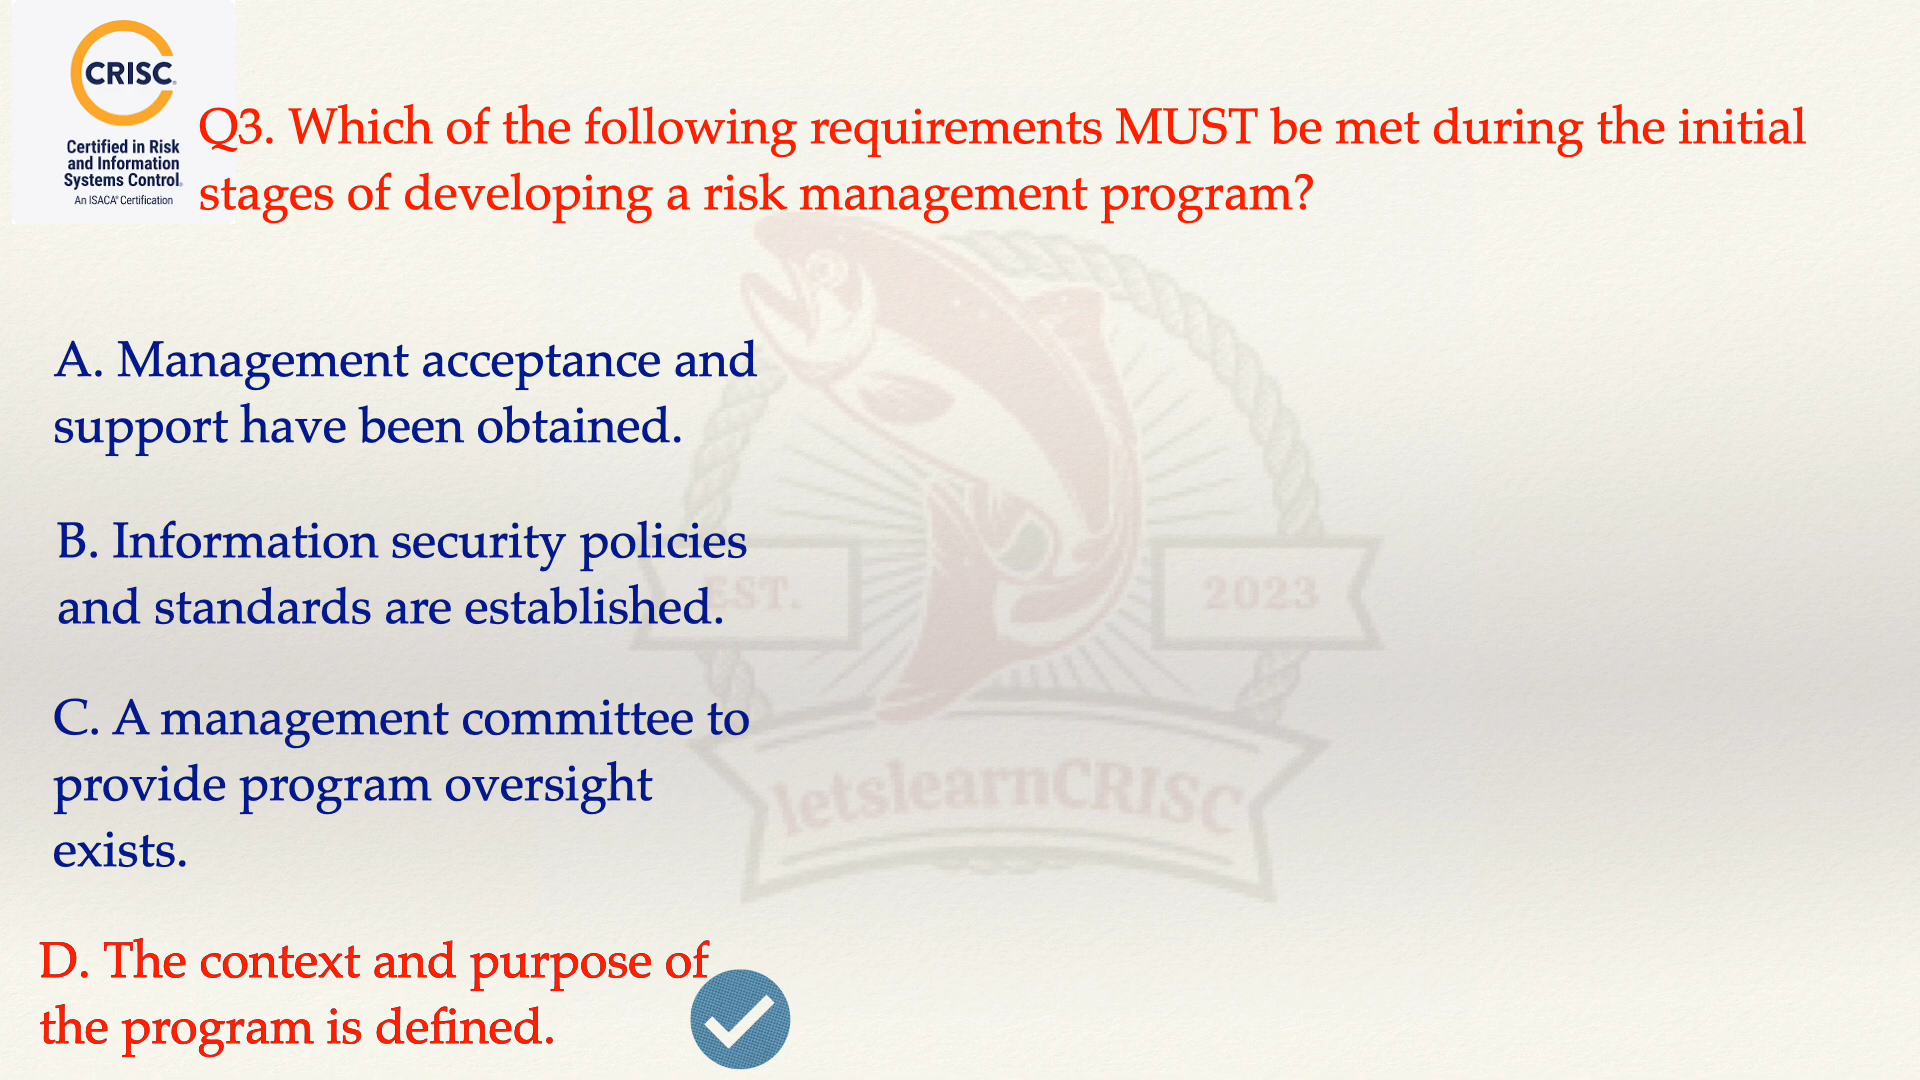 CRISC
Certified in Risk
and Information
Systems Control®
An ISACA® Certification
Q3. Which of the following requirements MUST be met during the initial
stages of developing a risk management program?
A. Management acceptance and
support have been obtained.
B. Information security policies
and standards are established.
EST.
2023
C. A management committee to
provide program oversight
exists.
letslearnCRISC
D. The context and purpose of
the program is defined.